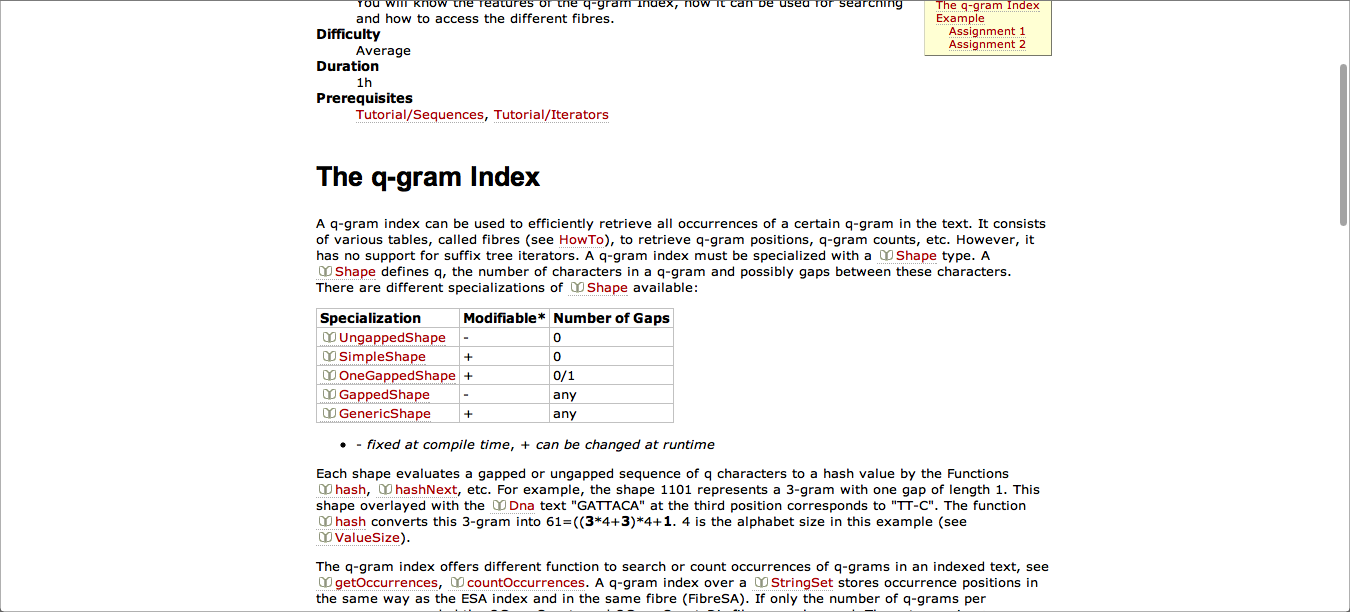 You will know the features of the q-gram Index, how it can be used for searching
and how to access the different fibres.
Difficulty
Average
Duration
1h
Prerequisites
Tutorial/Sequences, Tutorial/Iterators
The q-gram Index
Example
Assignment 1
Assignment 2
The q-gram Index
A q-gram index can be used to efficiently retrieve all occurrences of a certain q-gram in the text. It consists
of various tables, called fibres (see HowTo), to retrieve q-gram positions, q-gram counts, etc. However, it
has no support for suffix tree iterators. A q-gram index must be specialized with a Shape type. A
Shape defines q, the number of characters in a q-gram and possibly gaps between these characters.
There are different specializations of Shape available:
Specialization Modifiable* Number of Gaps
UngappedShape - 0
SimpleShape + 0
OneGappedShape + 0/1
GappedShape - any
GenericShape + any
• - fixed at compile time, + can be changed at runtime
Each shape evaluates a gapped or ungapped sequence of q characters to a hash value by the Functions
hash, hashNext, etc. For example, the shape 1101 represents a 3-gram with one gap of length 1. This
shape overlayed with the Dna text "GATTACA" at the third position corresponds to "TT-C". The function
hash converts this 3-gram into 61=((3*4+3)*4+1. 4 is the alphabet size in this example (see
ValueSize).
The q-gram index offers different function to search or count occurrences of q-grams in an indexed text, see
getOccurrences, countOccurrences. A q-gram index over a StringSet stores occurrence positions in
the same way as the ESA index and in the same fibre (FibreSA). If only the number of q-grams per